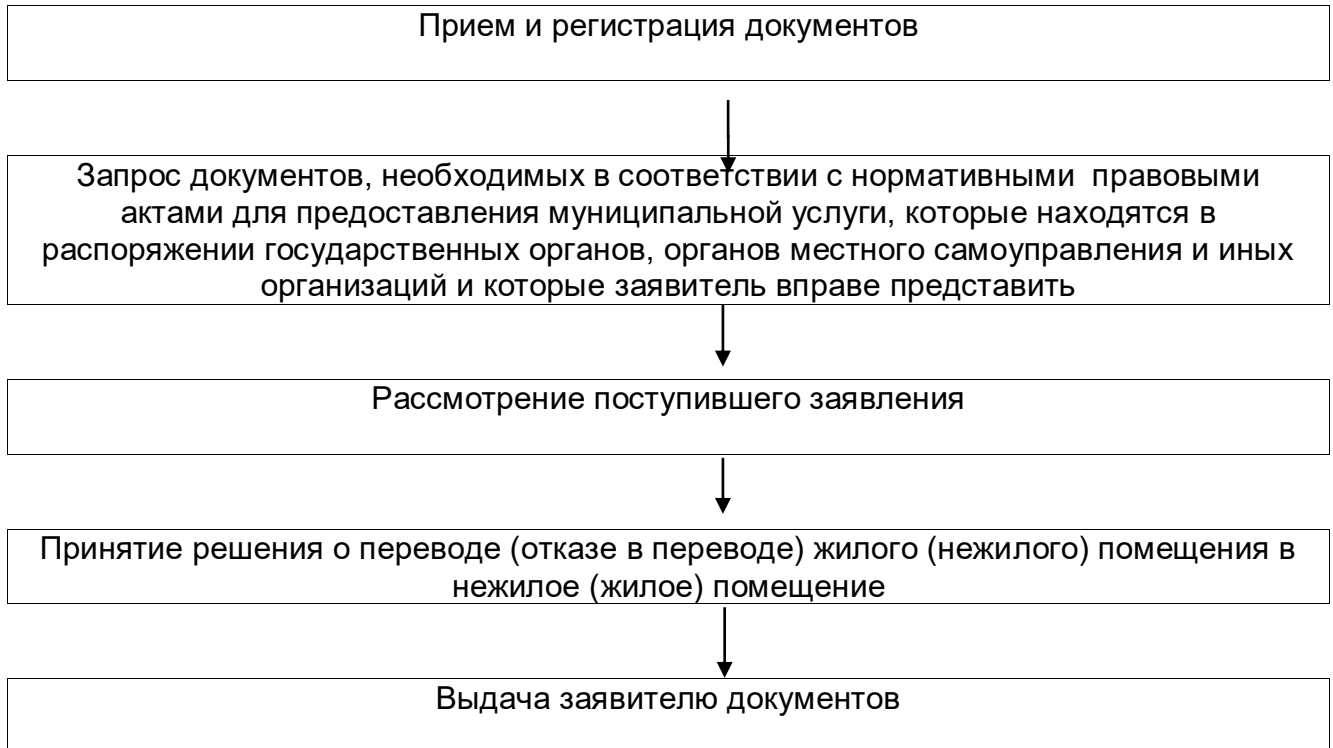 Прием и регистрация документов
Запрос документов, необходимых в соответствии с нормативными правовыми
актами для предоставления муниципальной услуги, которые находятся в
распоряжении государственных органов, органов местного самоуправления и иных
организаций и которые заявитель вправе представить
Рассмотрение поступившего заявления
Принятие решения о переводе (отказе в переводе) жилого (нежилого) помещения в
нежилое (жилое) помещение
Выдача заявителю документов